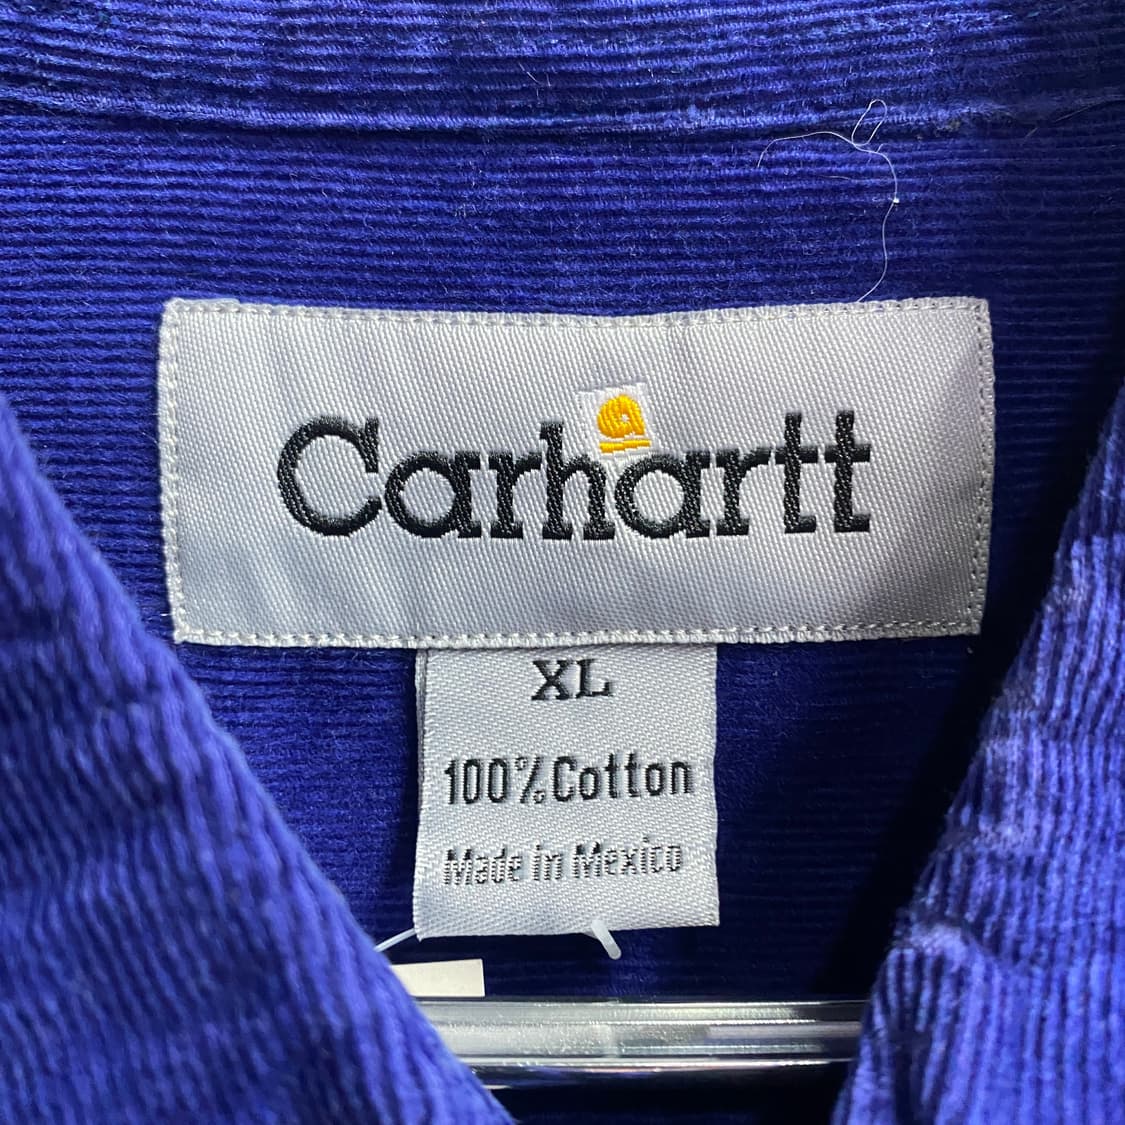 Carhartt
XL
100% Cotton
Made in Mexico